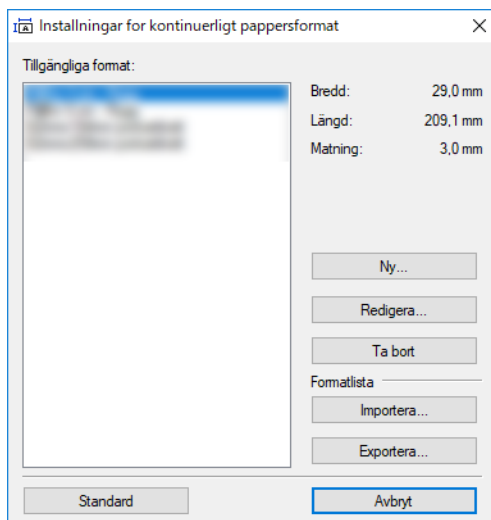 Installningar for kontinuerligt pappersformat
Tillgängliga format:
Bredd: 29,0 mm
Längd: 209,1 mm
Matning: 3,0 mm
Ny...
Redigera...
Ta bort
Formatlista
Importera...
Exportera...
Standard
Avbryt